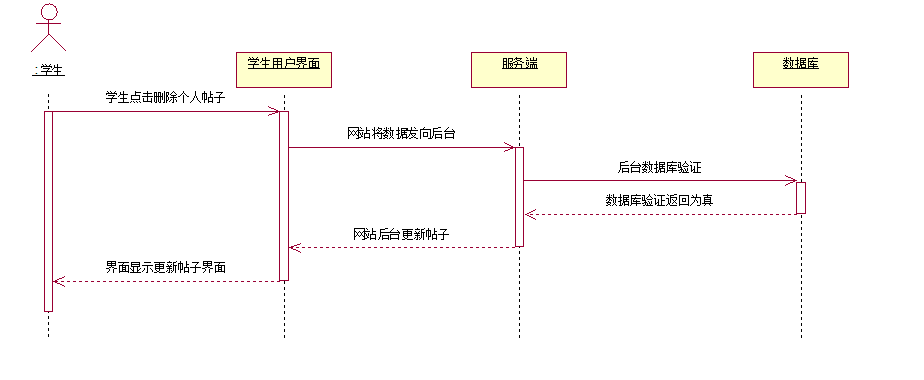 :学生
学生用户界面
服务端
数据库
学生点击删除个人帖子
网站将数据发向后台
后台数据库验证
数据库验证返回为真
网站后台更新帖子
界面显示更新帖子界面